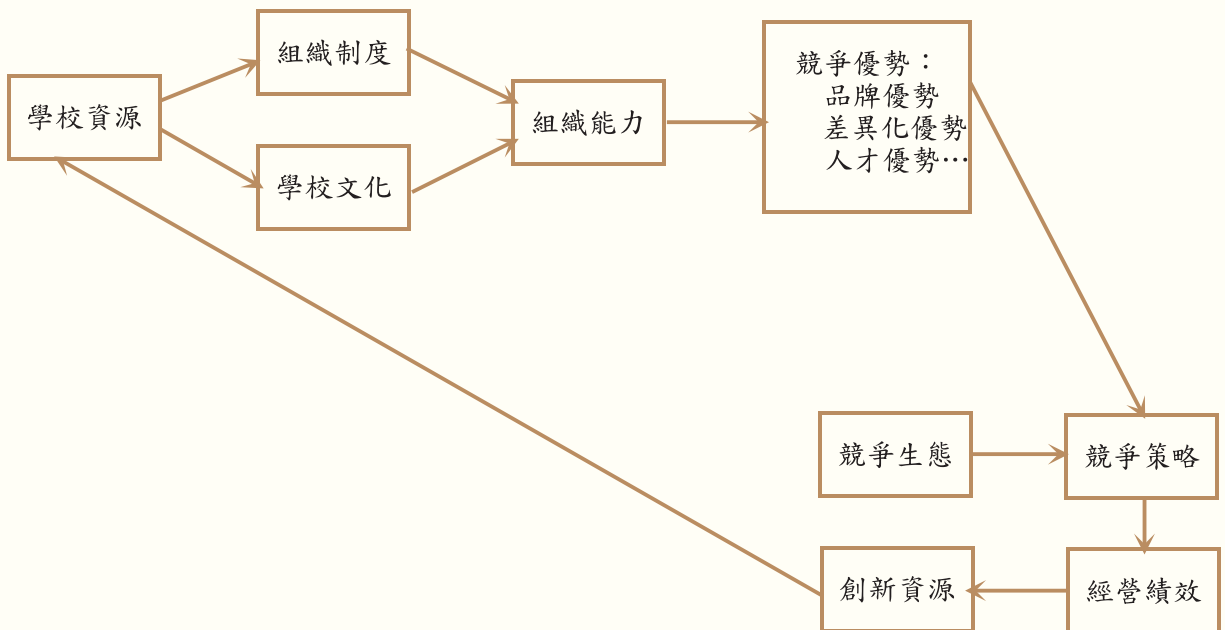 學校資源
組織制度
學校文化
組織能力
競爭優勢：
品牌優勢
差異化優勢
人才優勢…
競爭生態
競爭策略
創新資源
經營績效